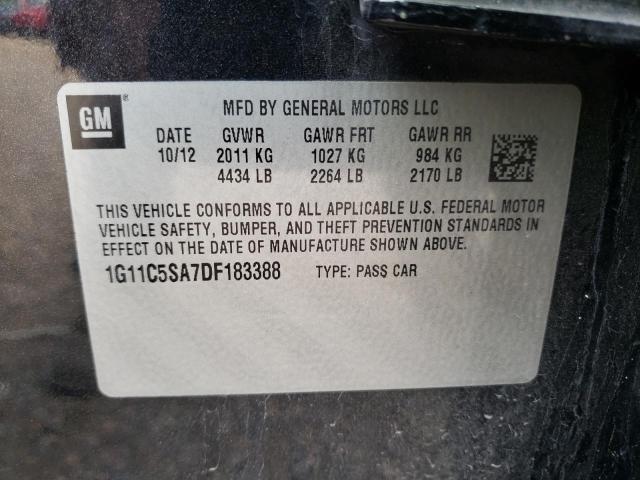 GM®
MFD BY GENERAL MOTORS LLC
DATE GVWR GAWR FRT GAWR RR
10/12 2011 KG 1027 KG 984 KG
4434 LB 2264 LB 2170 LB
THIS VEHICLE CONFORMS TO ALL APPLICABLE U.S. FEDERAL MOTOR
VEHICLE SAFETY, BUMPER, AND THEFT PREVENTION STANDARDS IN
EFFECT ON THE DATE OF MANUFACTURE SHOWN ABOVE.
1G11C5SA7DF183388 TYPE: PASS CAR